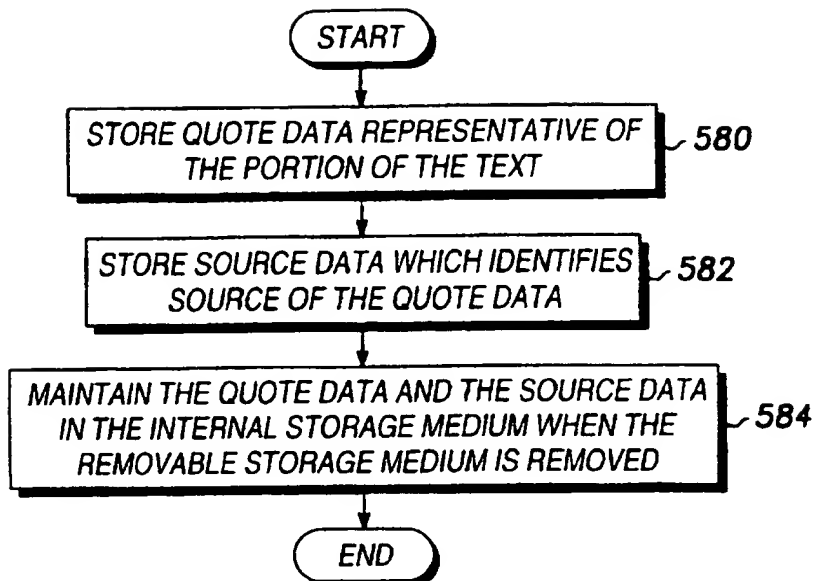 START
STORE QUOTE DATA REPRESENTATIVE OF
THE PORTION OF THE TEXT
580
STORE SOURCE DATA WHICH IDENTIFIES
SOURCE OF THE QUOTE DATA
582
MAINTAIN THE QUOTE DATA AND THE SOURCE DATA
IN THE INTERNAL STORAGE MEDIUM WHEN THE
REMOVABLE STORAGE MEDIUM IS REMOVED
584
END